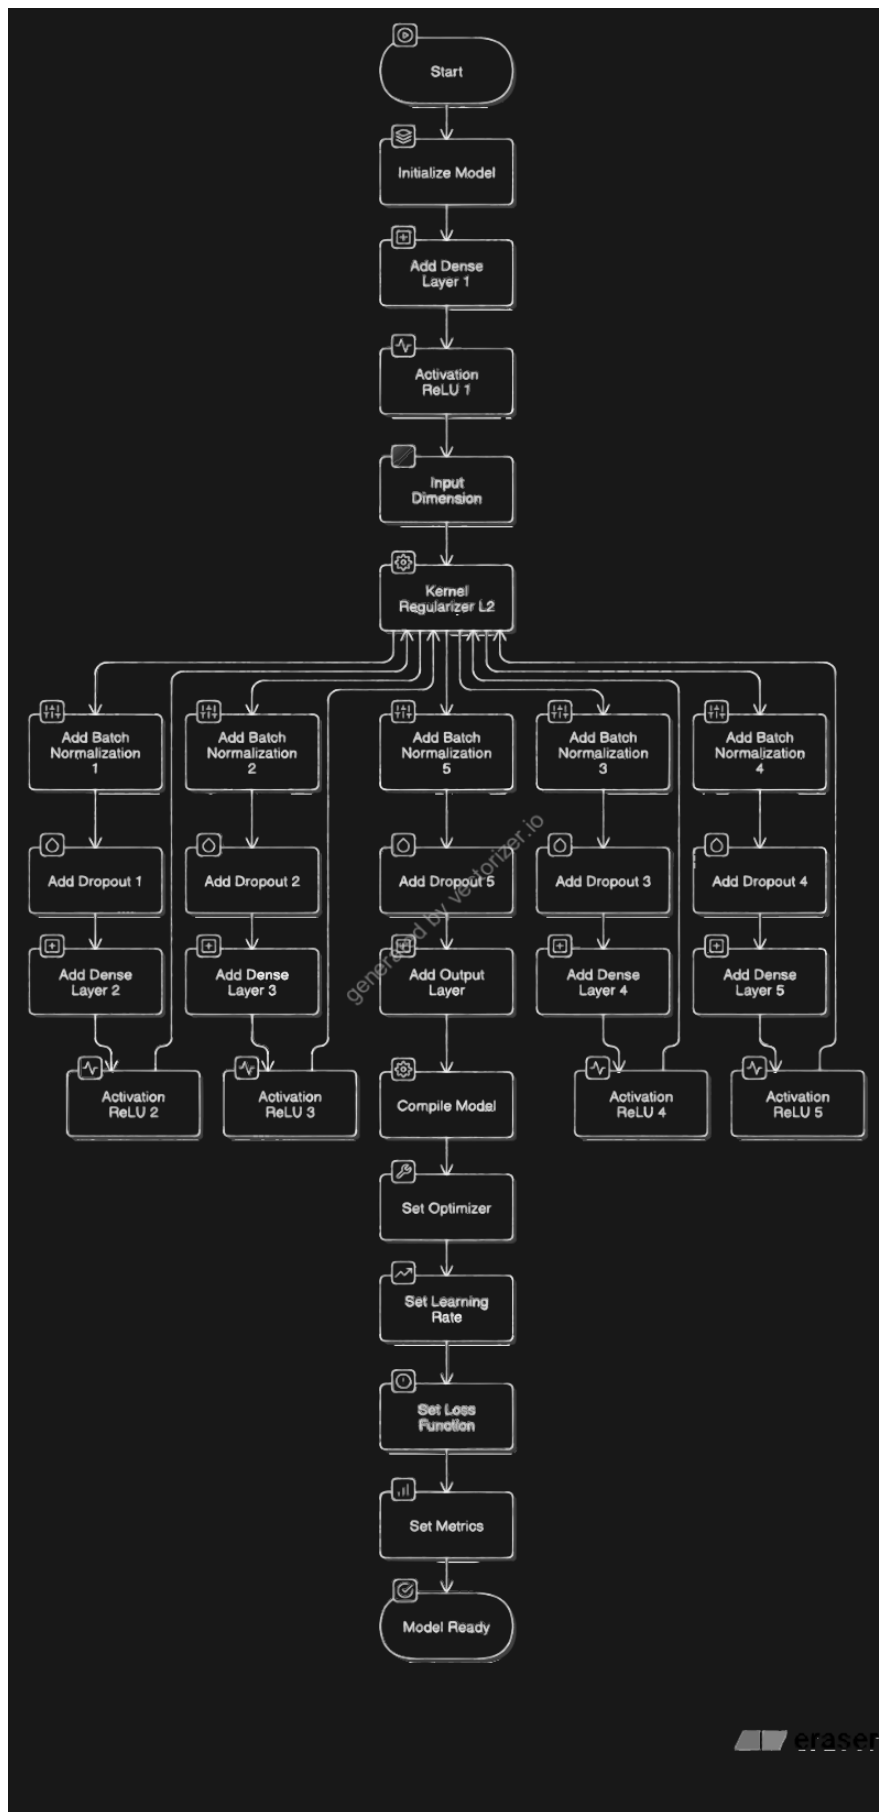 Start
Initialize Model
Add Dense
Layer 1
Activation
ReLU 1
Input
Dimension
Kernel
Regularizer L2
Add Batch
Normalization
1
Add Batch
Normalization
2
Add Batch
Normalization
5
Add Batch
Normalization
3
Add Batch
Normalization
4
Add Dropout 1
Add Dropout 2
Add Dropout 5
Add Dropout 3
Add Dropout 4
Add Dense
Layer 2
Add Dense
Layer 3
Add Output
Layer
Add Dense
Layer 4
Add Dense
Layer 5
generated by vectorizer.io
Activation
ReLU 2
Activation
ReLU 3
Compile Model
Activation
ReLU 4
Activation
ReLU 5
Set Optimizer
Set Learning
Rate
Set Loss
Function
Set Metrics
Model Ready
eraser